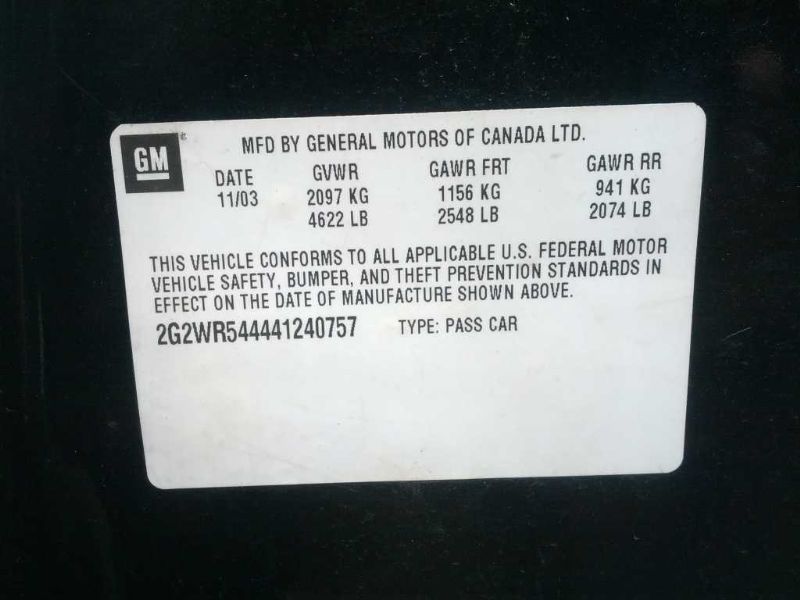 GM
MFD BY GENERAL MOTORS OF CANADA LTD.
DATE GVWR GAWR FRT GAWR RR
11/03 2097 KG 1156 KG 941 KG
4622 LB 2548 LB 2074 LB
THIS VEHICLE CONFORMS TO ALL APPLICABLE U.S. FEDERAL MOTOR
VEHICLE SAFETY, BUMPER, AND THEFT PREVENTION STANDARDS IN
EFFECT ON THE DATE OF MANUFACTURE SHOWN ABOVE.
2G2WR544441240757 TYPE: PASS CAR